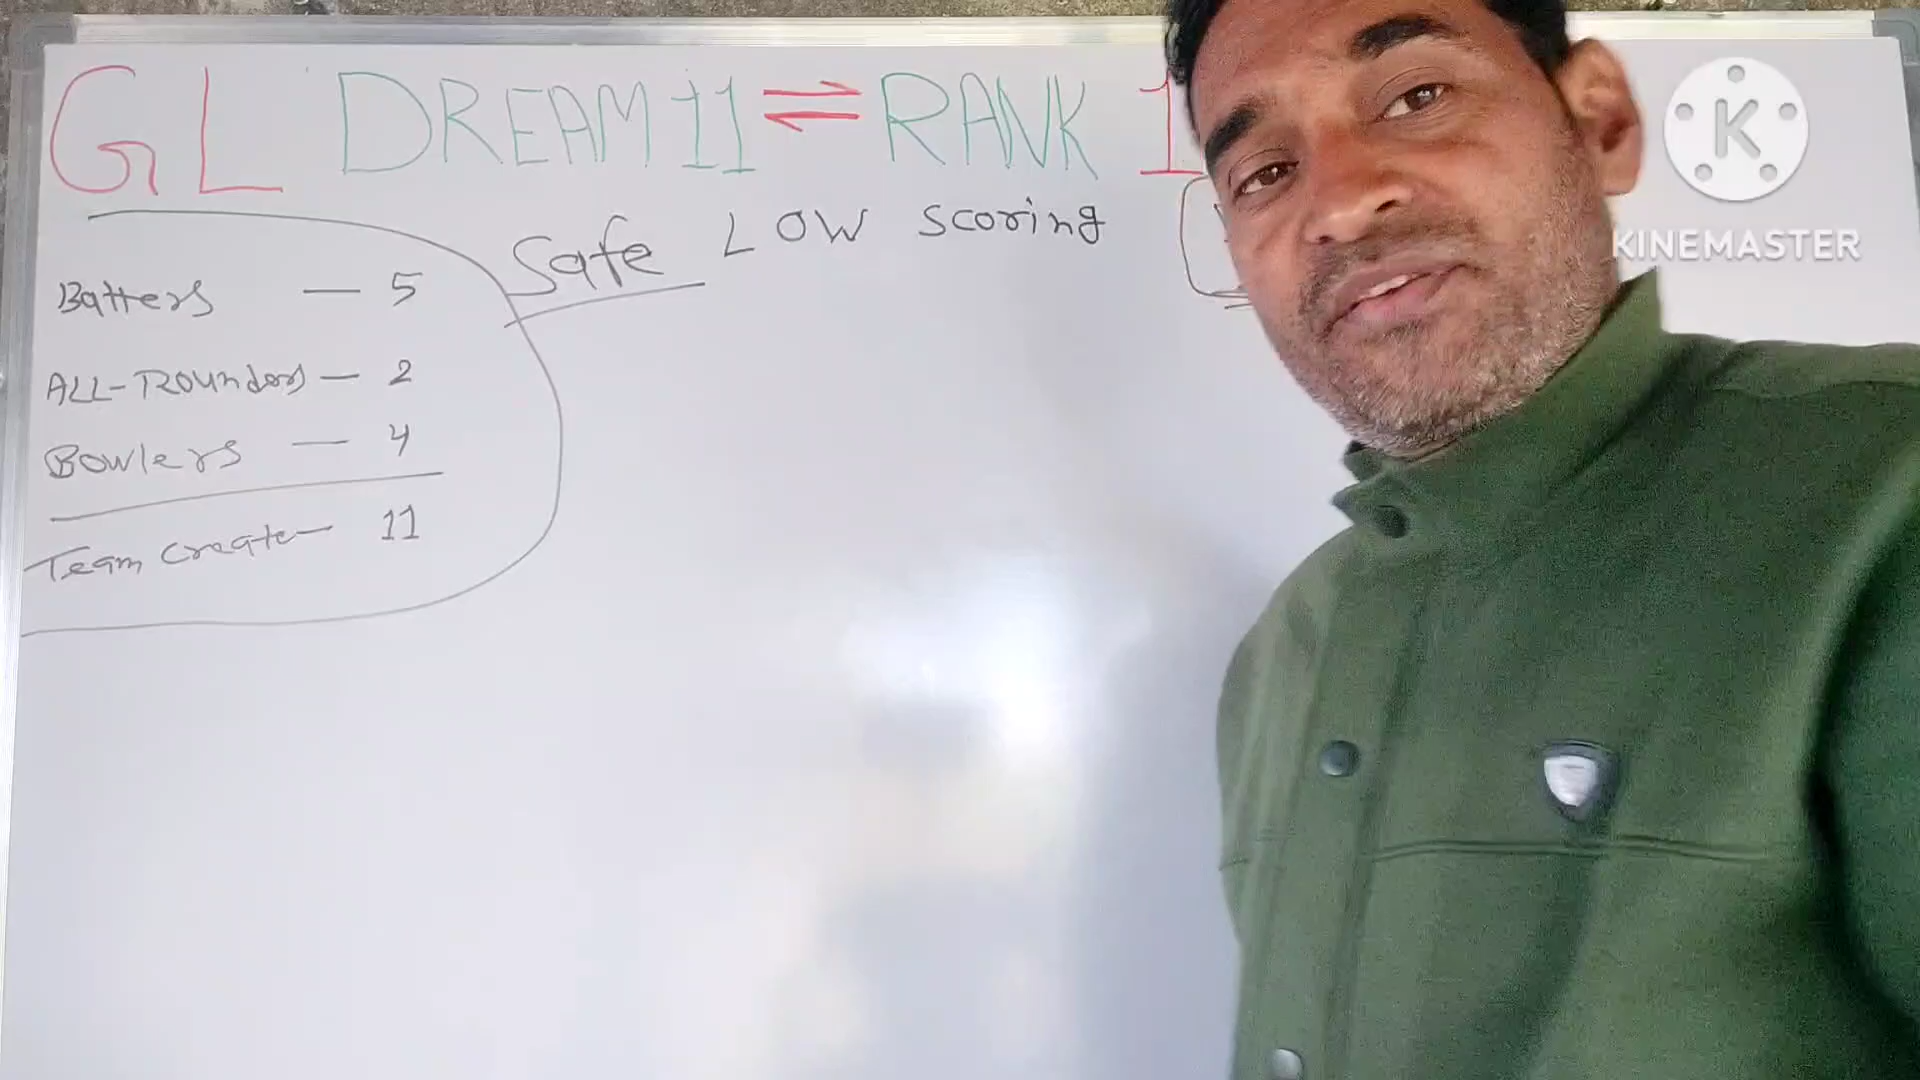 GL DREAM 11 ⇌ RANK 1
Safe LOW scoring
Batters — 5
ALL-Rounders — 2
Bowlers — 4
Team create — 11
K
KINEMASTER